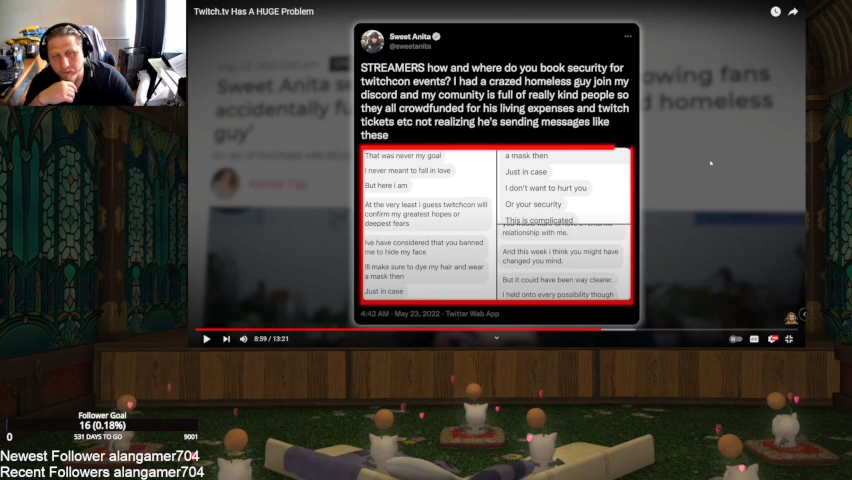 Twitch.tv Has A HUGE Problem
Sweet Anita
@sweetanita
STREAMERS how and where do you book security for
twitchcon events? I had a crazed homeless guy join my
discord and my comunity is full of really kind people so
they all crowdfunded for his living expenses and twitch
tickets etc not realizing he's sending messages like
these
Sweet Anita s
accidentally fu
guy'
owing fans
d homeless
That was never my goal
I never meant to fall in love
But here i am
At the very least i guess twitchcon will
confirm my greatest hopes or
deepest fears
Ive have considered that you banned
me to hide my face
Ill make sure to dye my hair and wear
a mask then
Just in case
a mask then
Just in case
I don't want to hurt you
Or your security
This is complicated
relationship with me.
And this week i think you might have
changed you mind.
But it could have been way clearer.
I held onto every possibility though
4:42 AM · May 23, 2022 · Twitter Web App
8:59 / 13:21
Follower Goal
16 (0.18%)
0
531 DAYS TO GO
9001
Newest Follower alangamer704
Recent Followers alangamer704